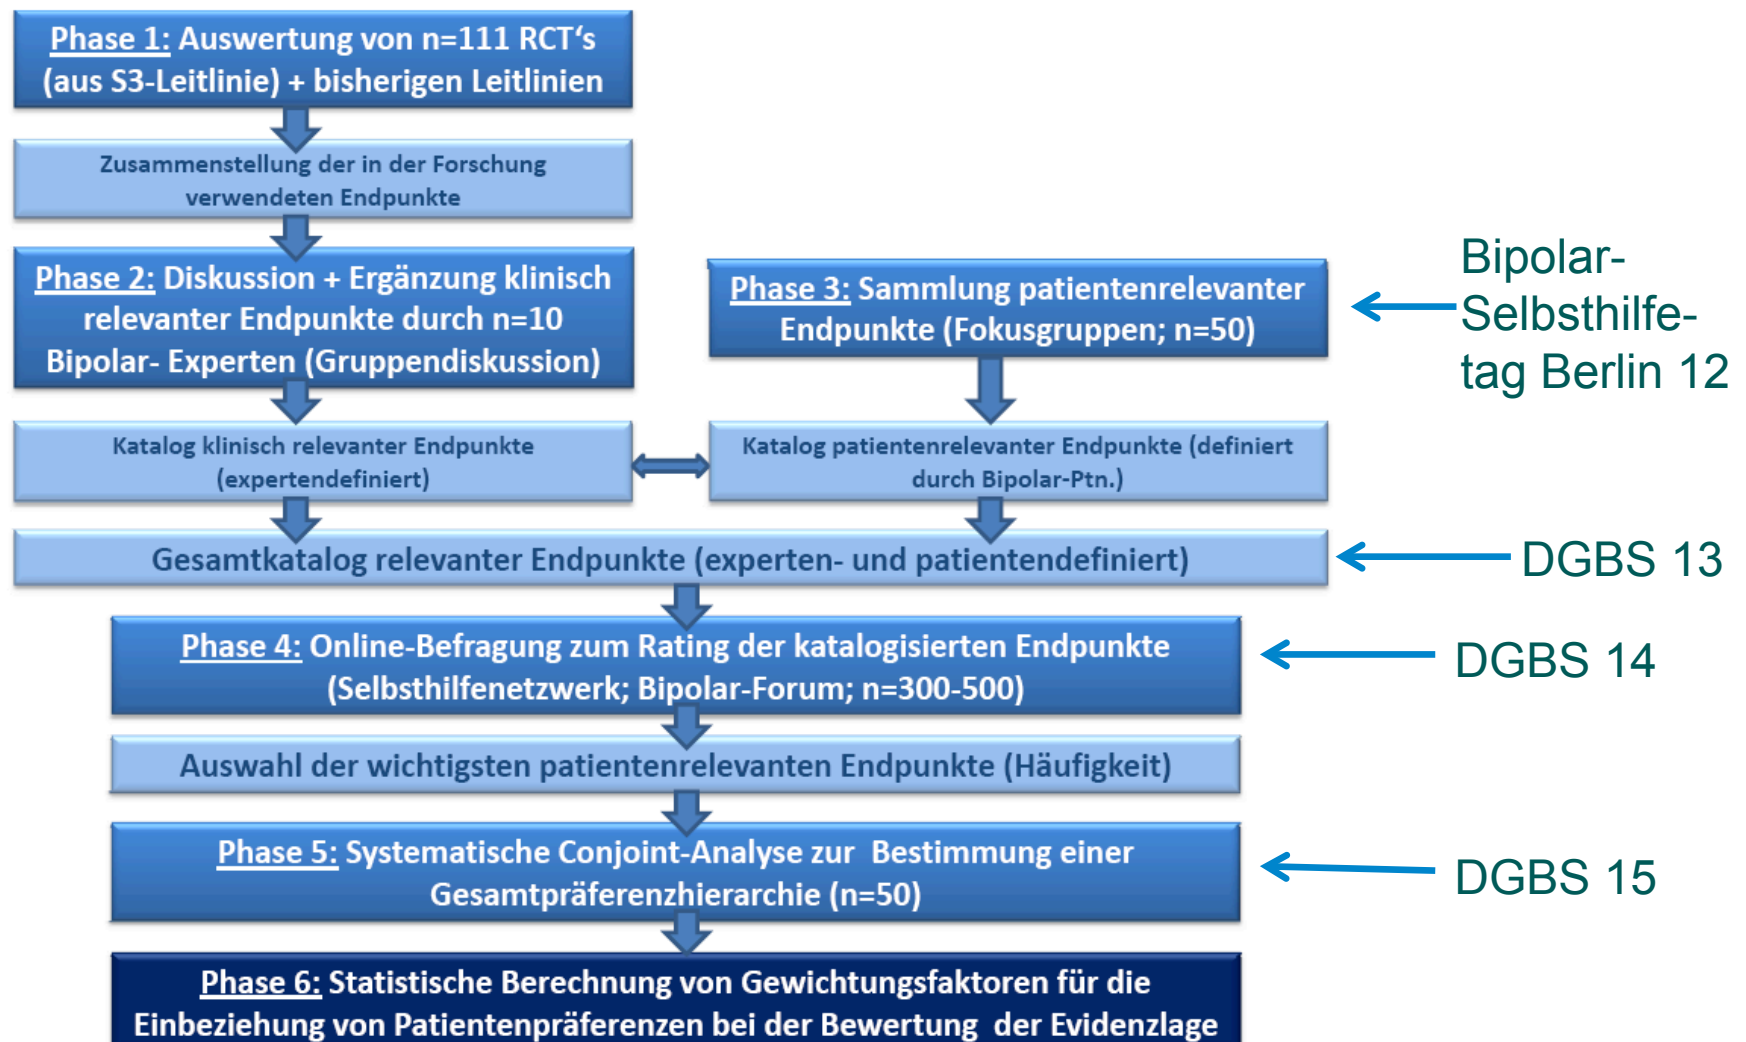 Phase 1: Auswertung von n=111 RCT‘s
(aus S3-Leitlinie) + bisherigen Leitlinien
Zusammenstellung der in der Forschung
verwendeten Endpunkte
Phase 2: Diskussion + Ergänzung klinisch
relevanter Endpunkte durch n=10
Bipolar- Experten (Gruppendiskussion)
Phase 3: Sammlung patientenrelevanter
Endpunkte (Fokusgruppen; n=50)
Bipolar-
Selbsthilfe-
tag Berlin 12
Katalog klinisch relevanter Endpunkte
(expertendefiniert)
Katalog patientenrelevanter Endpunkte (definiert
durch Bipolar-Ptn.)
Gesamtkatalog relevanter Endpunkte (experten- und patientendefiniert)
DGBS 13
Phase 4: Online-Befragung zum Rating der katalogisierten Endpunkte
(Selbsthilfenetzwerk; Bipolar-Forum; n=300-500)
DGBS 14
Auswahl der wichtigsten patientenrelevanten Endpunkte (Häufigkeit)
Phase 5: Systematische Conjoint-Analyse zur  Bestimmung einer
Gesamtpräferenzhierarchie (n=50)
DGBS 15
Phase 6: Statistische Berechnung von Gewichtungsfaktoren für die
Einbeziehung von Patientenpräferenzen bei der Bewertung  der Evidenzlage